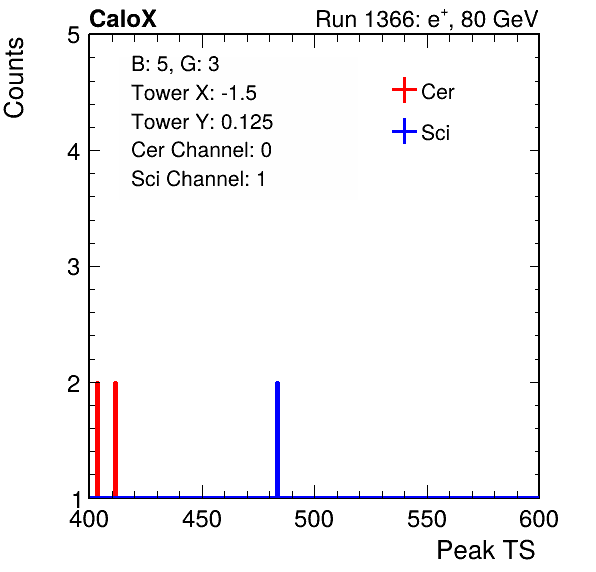 CaloX Run 1366: e⁺, 80 GeV
Counts
B: 5, G: 3
Tower X: -1.5
Tower Y: 0.125
Cer Channel: 0
Sci Channel: 1
Cer
Sci
5
4
3
2
1
400 450 500 550 600
Peak TS